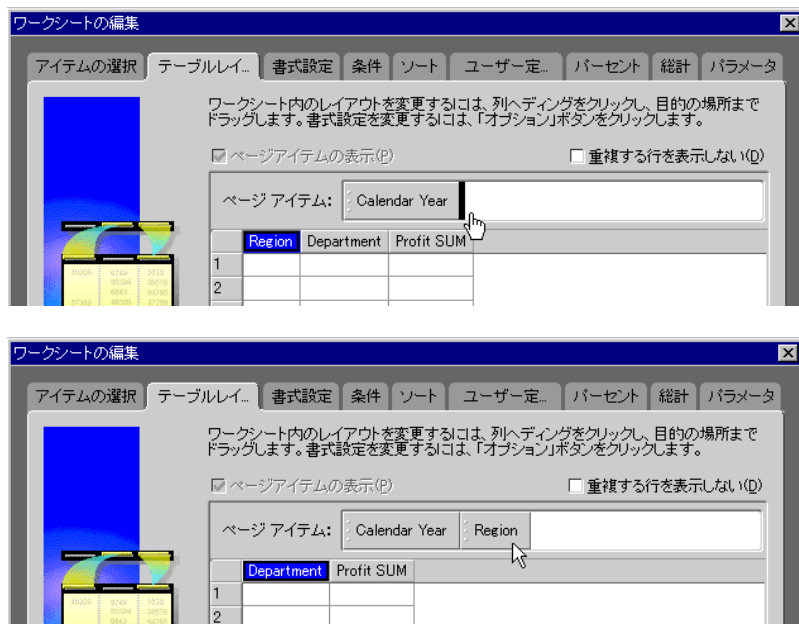 ワークシートの編集
アイテムの選択 テーブルレイ... 書式設定 条件 ソート ユーザー定... パーセント 総計 パラメータ
ワークシート内のレイアウトを変更するには、列ヘディングをクリックし、目的の場所まで
ドラッグします。書式設定を変更するには、「オプション」ボタンをクリックします。
ページアイテムの表示(P) 重複する行を表示しない(D)
ページ アイテム: Calendar Year
Region Department Profit SUM
1
2
ワークシートの編集
アイテムの選択 テーブルレイ... 書式設定 条件 ソート ユーザー定... パーセント 総計 パラメータ
ワークシート内のレイアウトを変更するには、列ヘディングをクリックし、目的の場所まで
ドラッグします。書式設定を変更するには、「オプション」ボタンをクリックします。
ページアイテムの表示(P) 重複する行を表示しない(D)
ページ アイテム: Calendar Year Region
Department Profit SUM
1
2